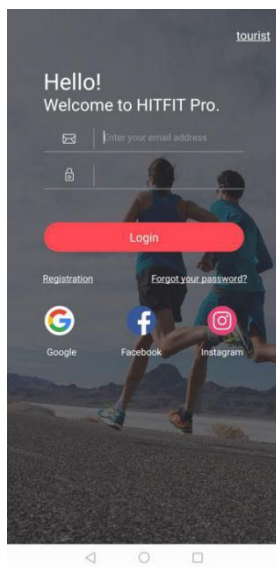 tourist
Hello!
Welcome to HITFIT Pro.
Enter your email address
Login
Registration Forgot your password?
Google Facebook Instagram